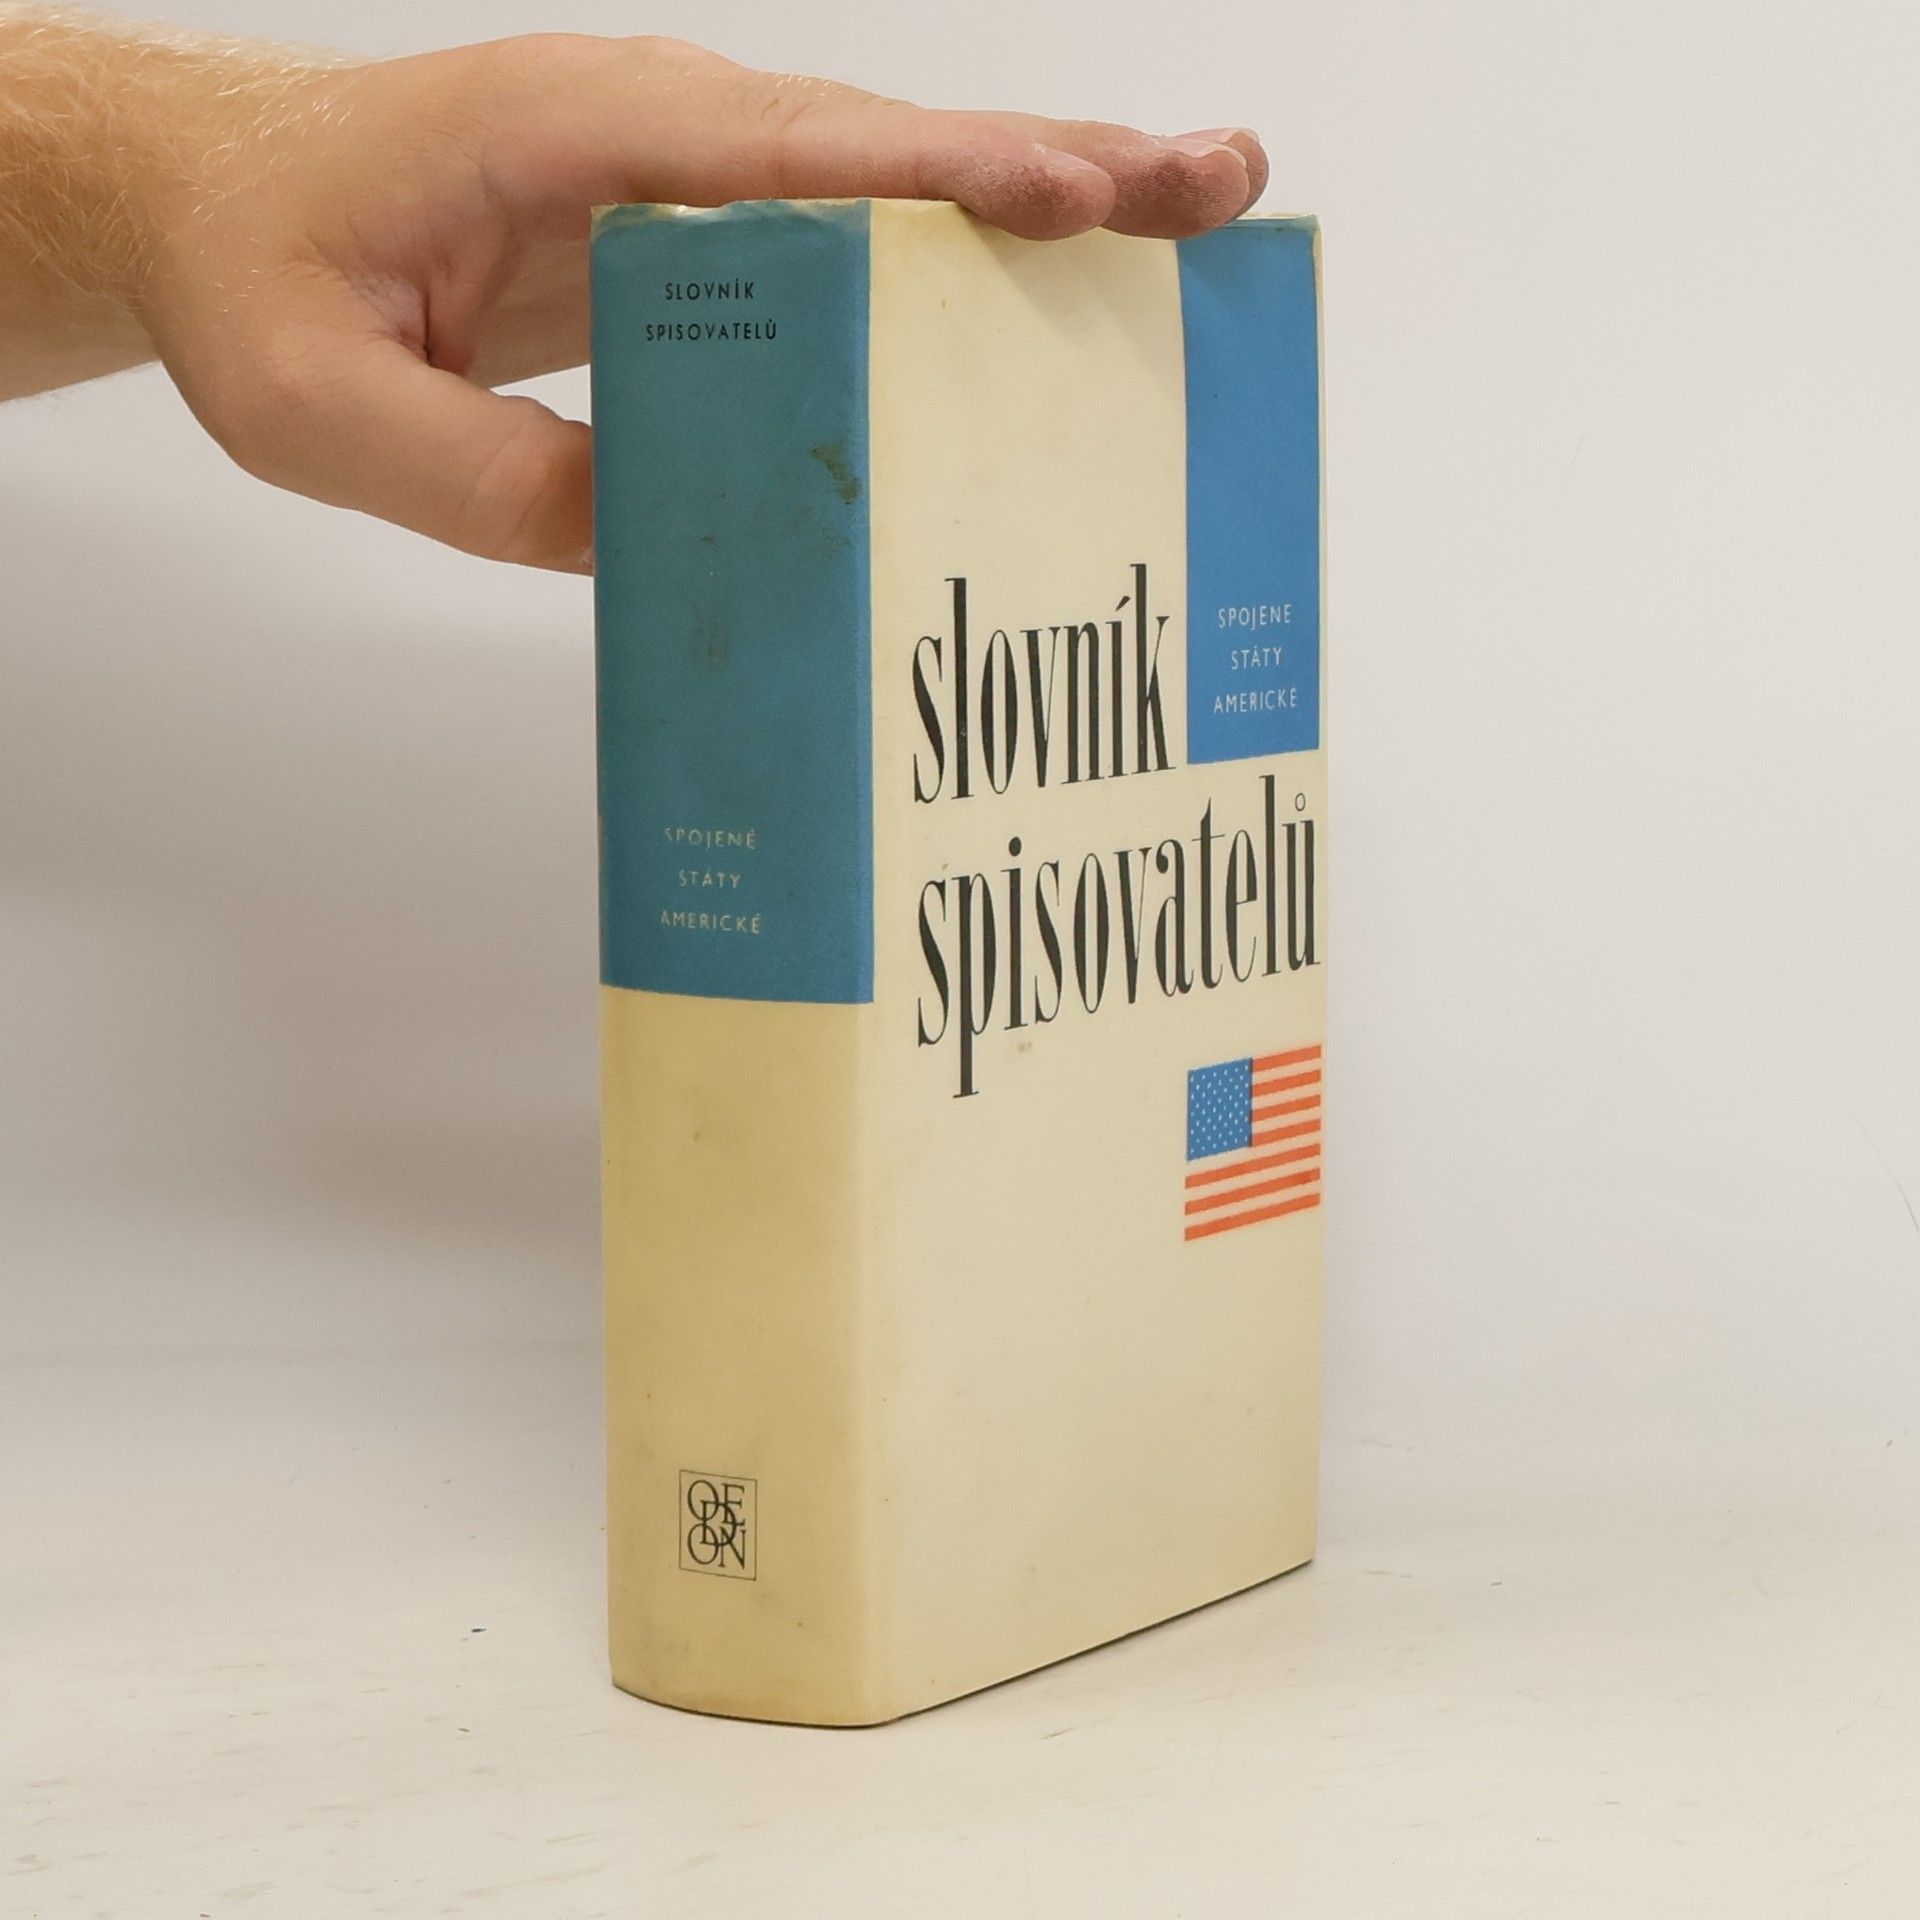 SLOVNÍK
SPISOVATELŮ
SPOJENÉ
STÁTY
AMERICKÉ
ODEON
slovník
spisovatelů
SPOJENÉ
STÁTY
AMERICKÉ